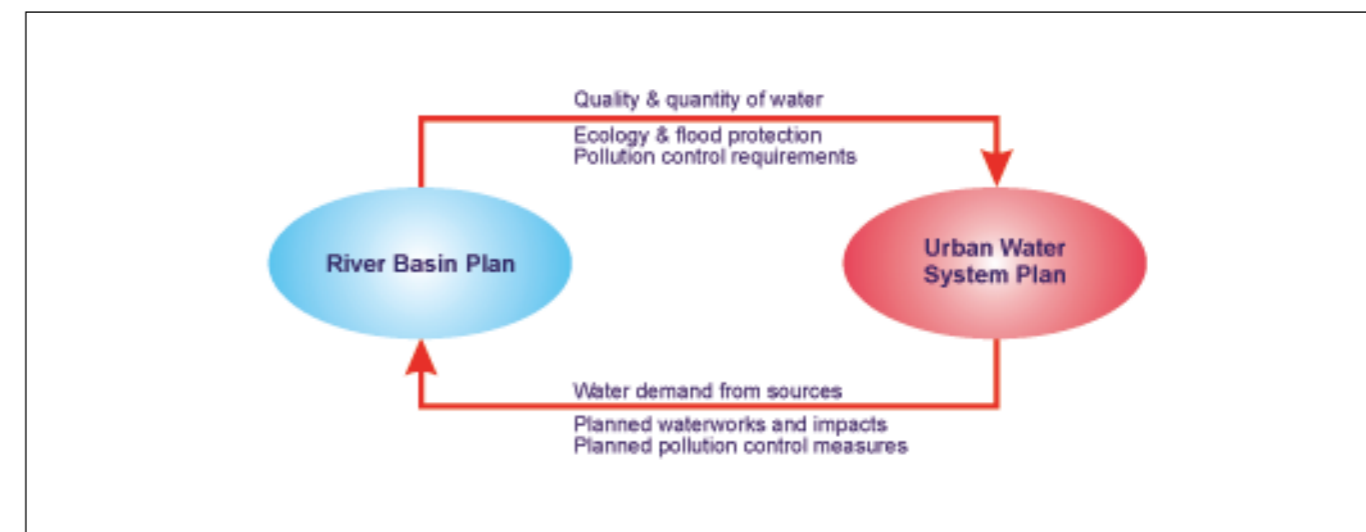 Quality & quantity of water
Ecology & flood protection
Pollution control requirements
River Basin Plan
Urban Water
System Plan
Water demand from sources
Planned waterworks and impacts
Planned pollution control measures